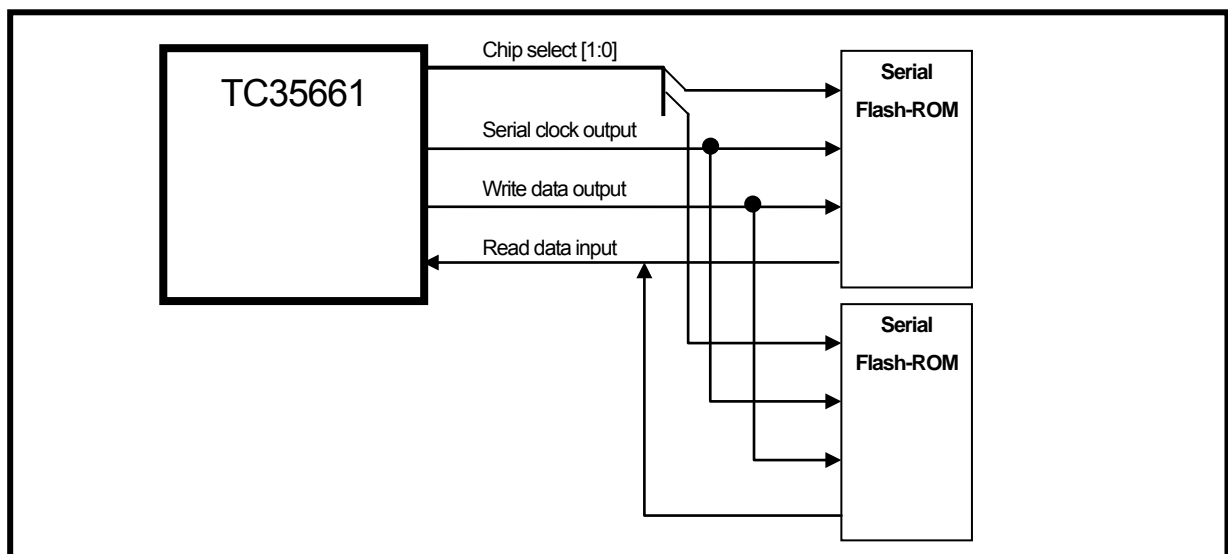 TC35661
Chip select [1:0]
Serial clock output
Write data output
Read data input
Serial
Flash-ROM
Serial
Flash-ROM